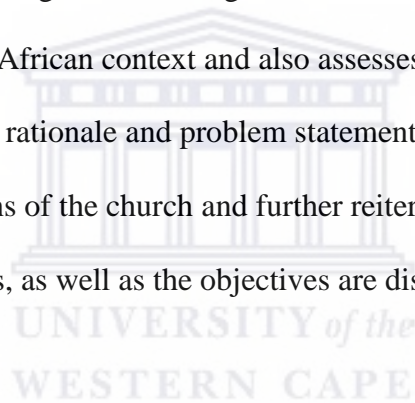 African context and also assesses
rationale and problem statement
of the church and further reiter
as well as the objectives are dis
UNIVERSITY of the
WESTERN CAPE